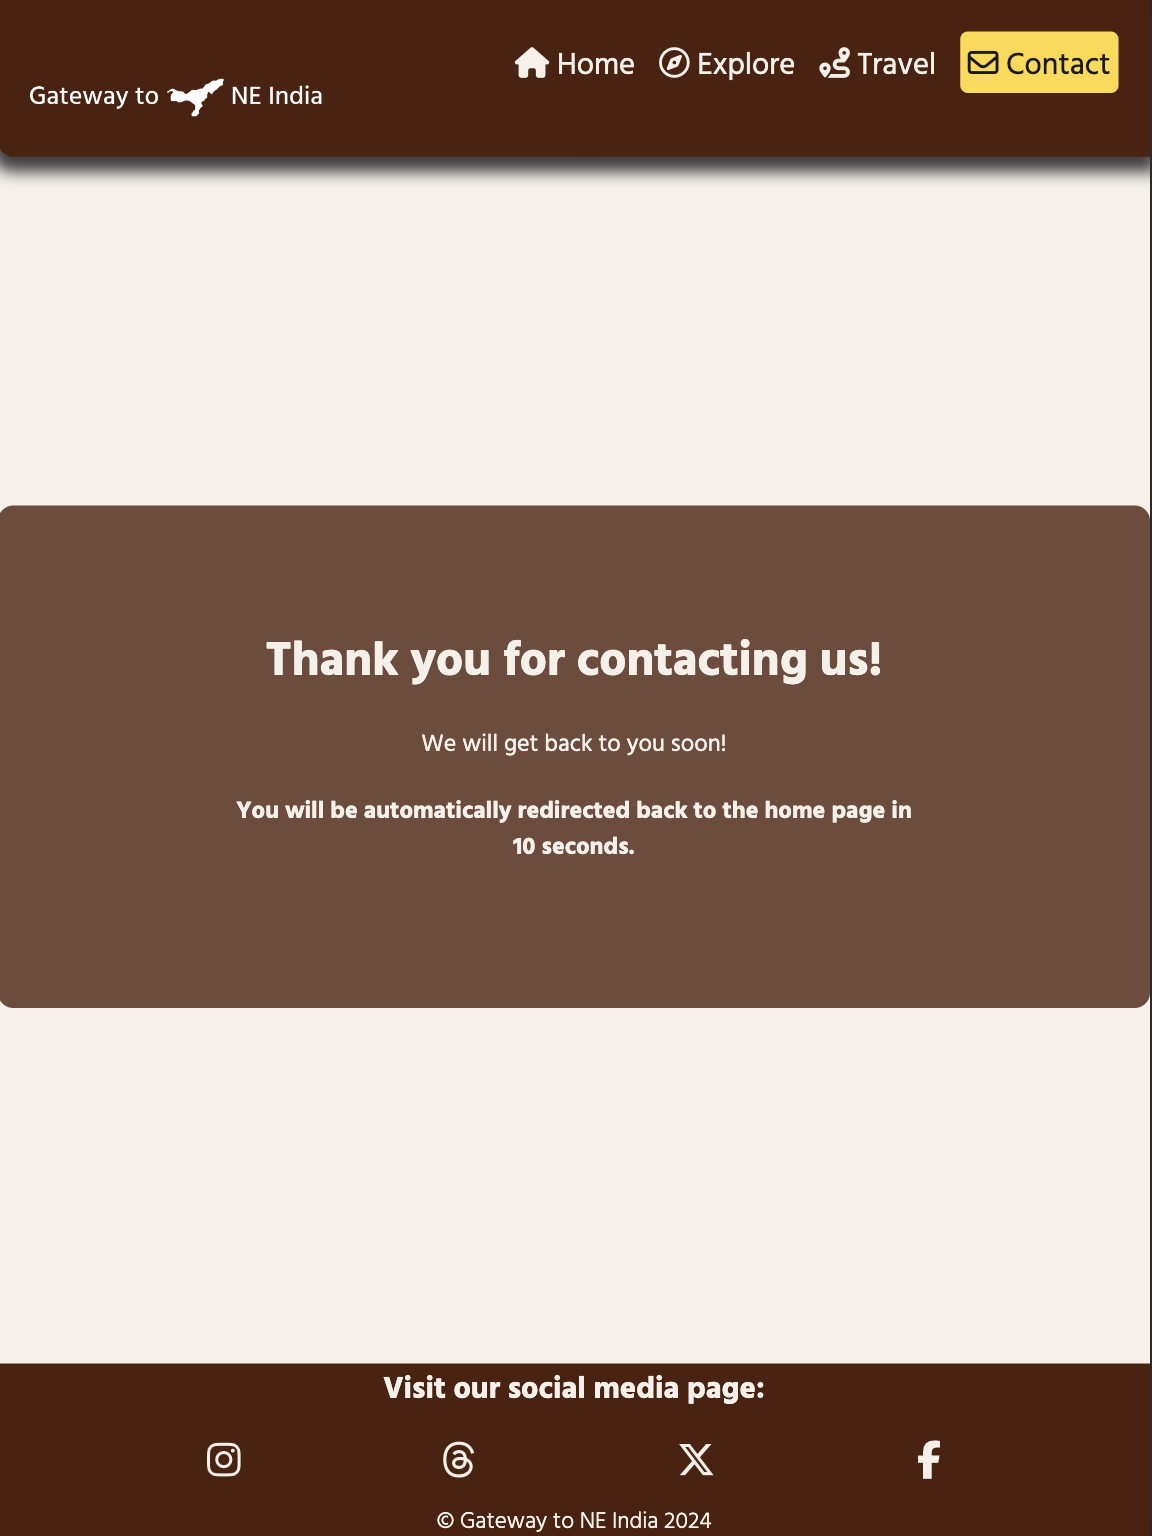 Home Explore Travel Contact
Gateway to NE India
Thank you for contacting us!
We will get back to you soon!
You will be automatically redirected back to the home page in
10 seconds.
Visit our social media page:
© Gateway to NE India 2024